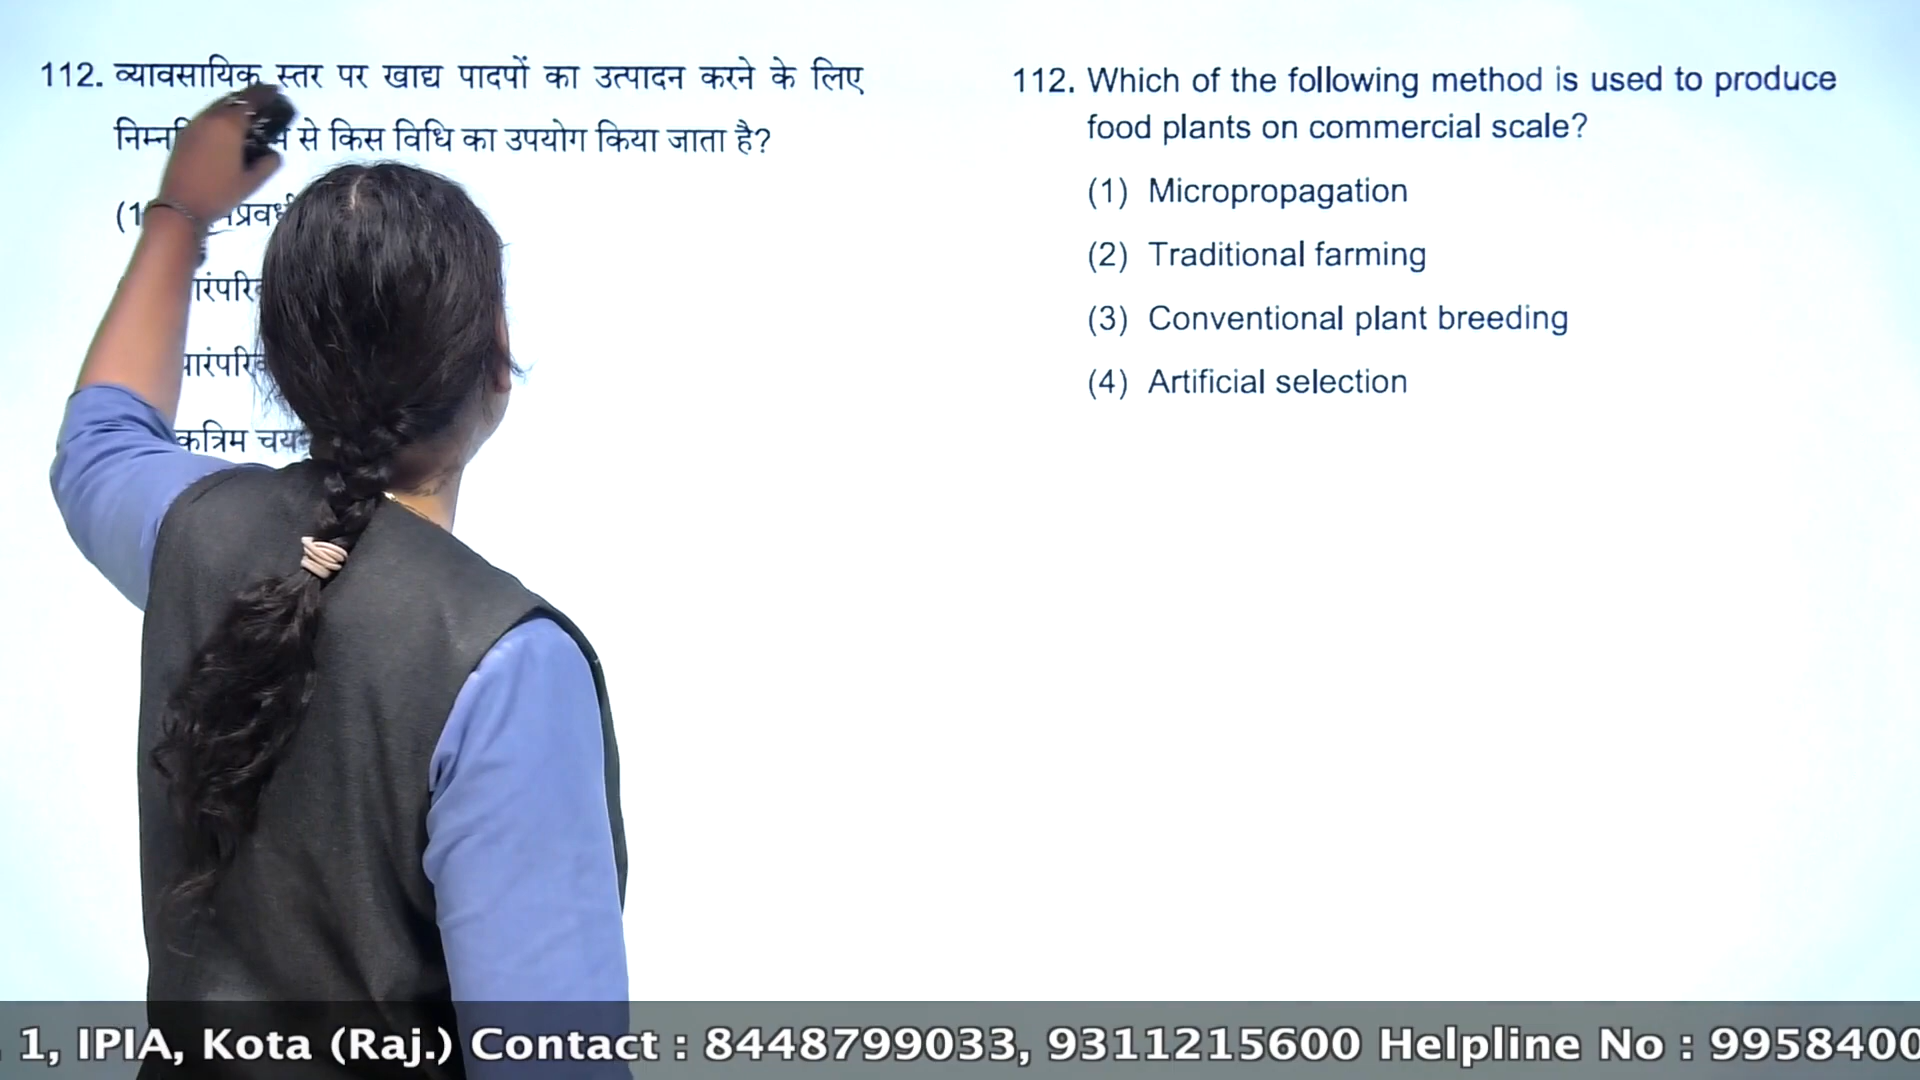 112. व्यावसायिक स्तर पर खाद्य पादपों का उत्पादन करने के लिए
से किस विधि का उपयोग किया जाता है?
112. Which of the following method is used to produce
food plants on commercial scale?
(1) Micropropagation
(2) Traditional farming
(3) Conventional plant breeding
(4) Artificial selection
1, IPIA, Kota (Raj.) Contact : 8448799033, 9311215600 Helpline No : 9958400